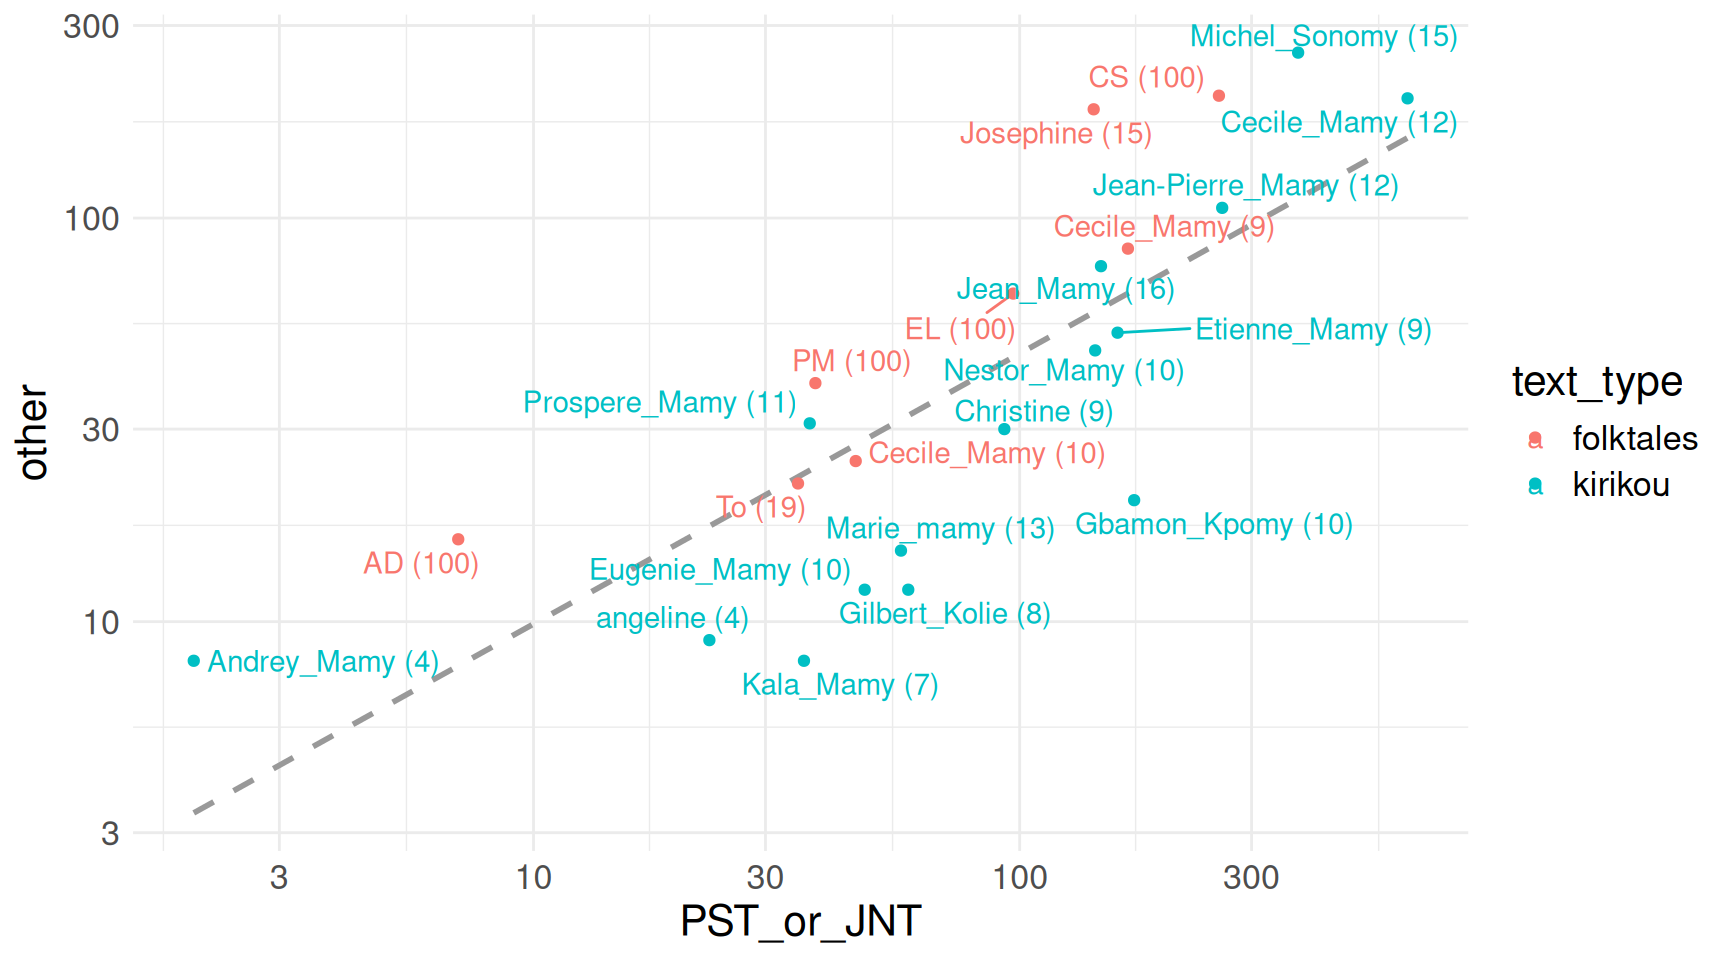 300
Michel_Sonomy (15)
CS (100)
Cecile_Mamy (12)
Josephine (15)
Jean-Pierre_Mamy (12)
100
Cecile_Mamy (9)
Jean_Mamy (16)
EL (100)
Etienne_Mamy (9)
PM (100)
Nestor_Mamy (10)
Prospere_Mamy (11)
Christine (9)
30
Cecile_Mamy (10)
To (19)
Marie_mamy (13)
Gbamon_Kpomy (10)
AD (100)
Eugenie_Mamy (10)
Gilbert_Kolie (8)
angeline (4)
10
Andrey_Mamy (4)
Kala_Mamy (7)
3
other
3 10 30 100 300
PST_or_JNT
text_type
a folktales
a kirikou